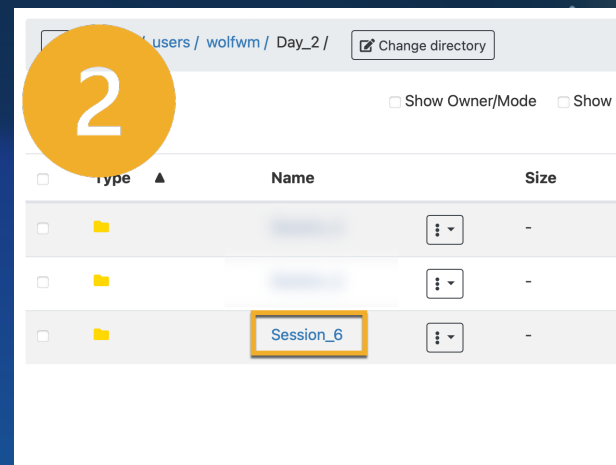 / users / wolfwm / Day_2 / Change directory
2
Show Owner/Mode Show
Type ▲ Name Size
-
-
Session_6 -